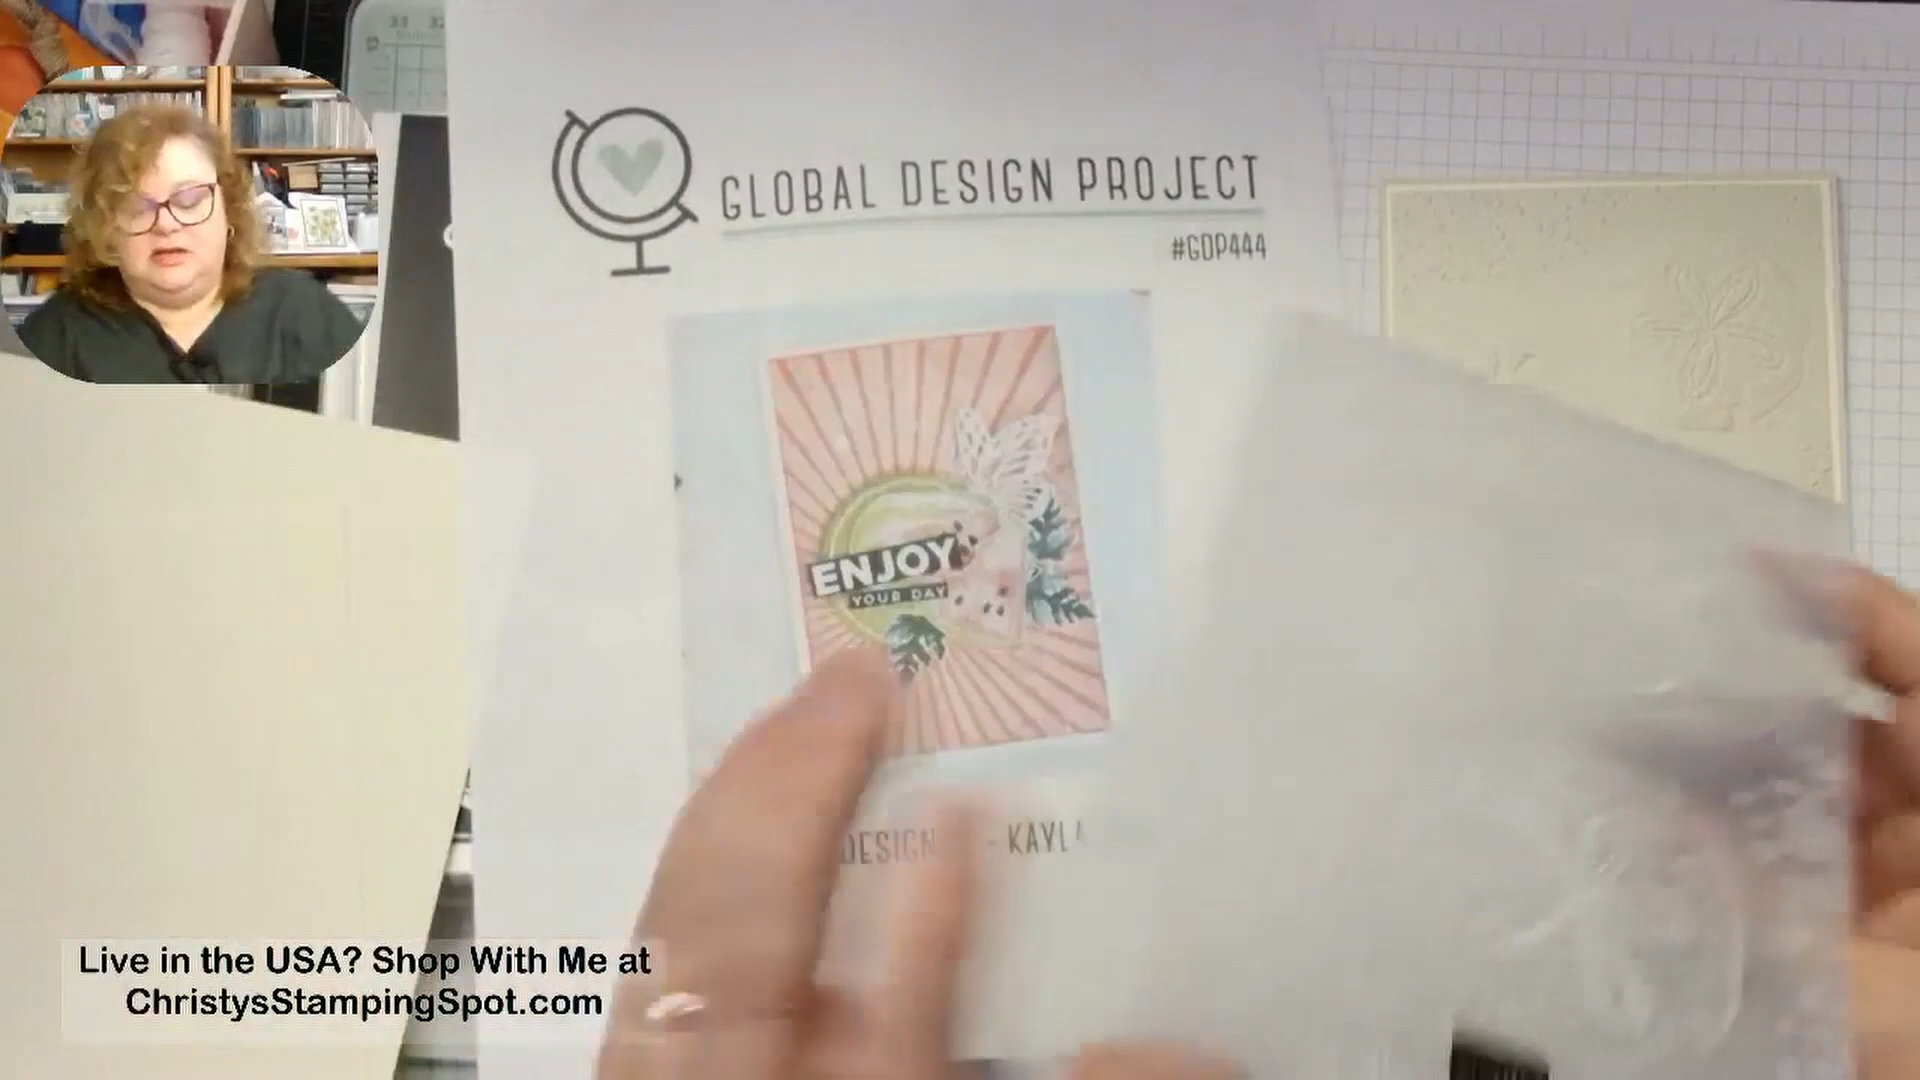 GLOBAL DESIGN PROJECT
#GDP444
ENJOY
YOUR DAY
DESIGN - KAYLA
Live in the USA? Shop With Me at
ChristysStampingSpot.com